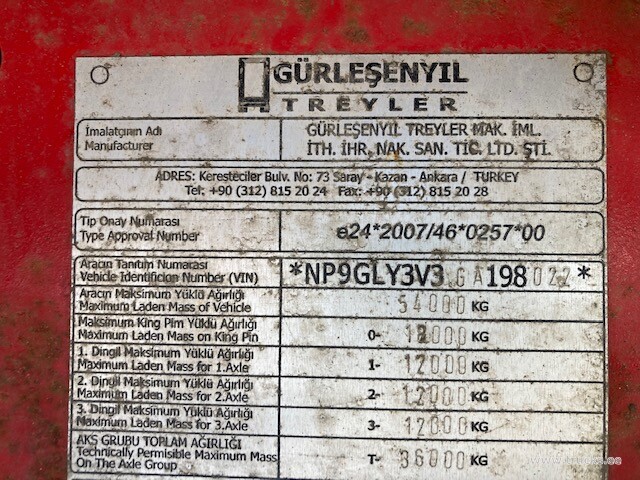 GÜRLEŞENYIL
TREYLER
İmalatçının Adı
Manufacturer
GÜRLEŞENYIL TREYLER MAK. İML.
İTH. İHR, NAK. SAN. TİC. LTD. ŞTİ.
ADRES: Keresteciler Bulv. No: 73 Saray - Kazan - Ankara / TURKEY
Tel: +90 (312) 815 20 24 Fax: +90 (312) 815 20 28
Tip Onay Numarası
Type Approval Number
e24*2007/46*0257*00
Aracın Tanıtım Numarası
Vehicle Identificion Number (VIN)
*NP9GLY3V3GA198022*
Aracın Maksimum Yüklü Ağırlığı
Maximum Laden Mass of Vehicle
54000 KG
Maksimum King Pim Yüklü Ağırlığı
Maximum Laden Mass on King Pin
0- 18000 KG
1. Dingil Maksimum Yüklü Ağırlığı
Maximum Laden Mass for 1.Axle
1- 12000 KG
2. Dingil Maksimum Yüklü Ağırlığı
Maximum Laden Mass for 2.Axle
2- 12000 KG
3. Dingil Maksimum Yüklü Ağırlığı
Maximum Laden Mass for 3.Axle
3- 12000 KG
AKS GRUBU TOPLAM AĞIRLIĞI
Technically Permisible Maximum Mass
On The Axle Group
T- 36000 KG